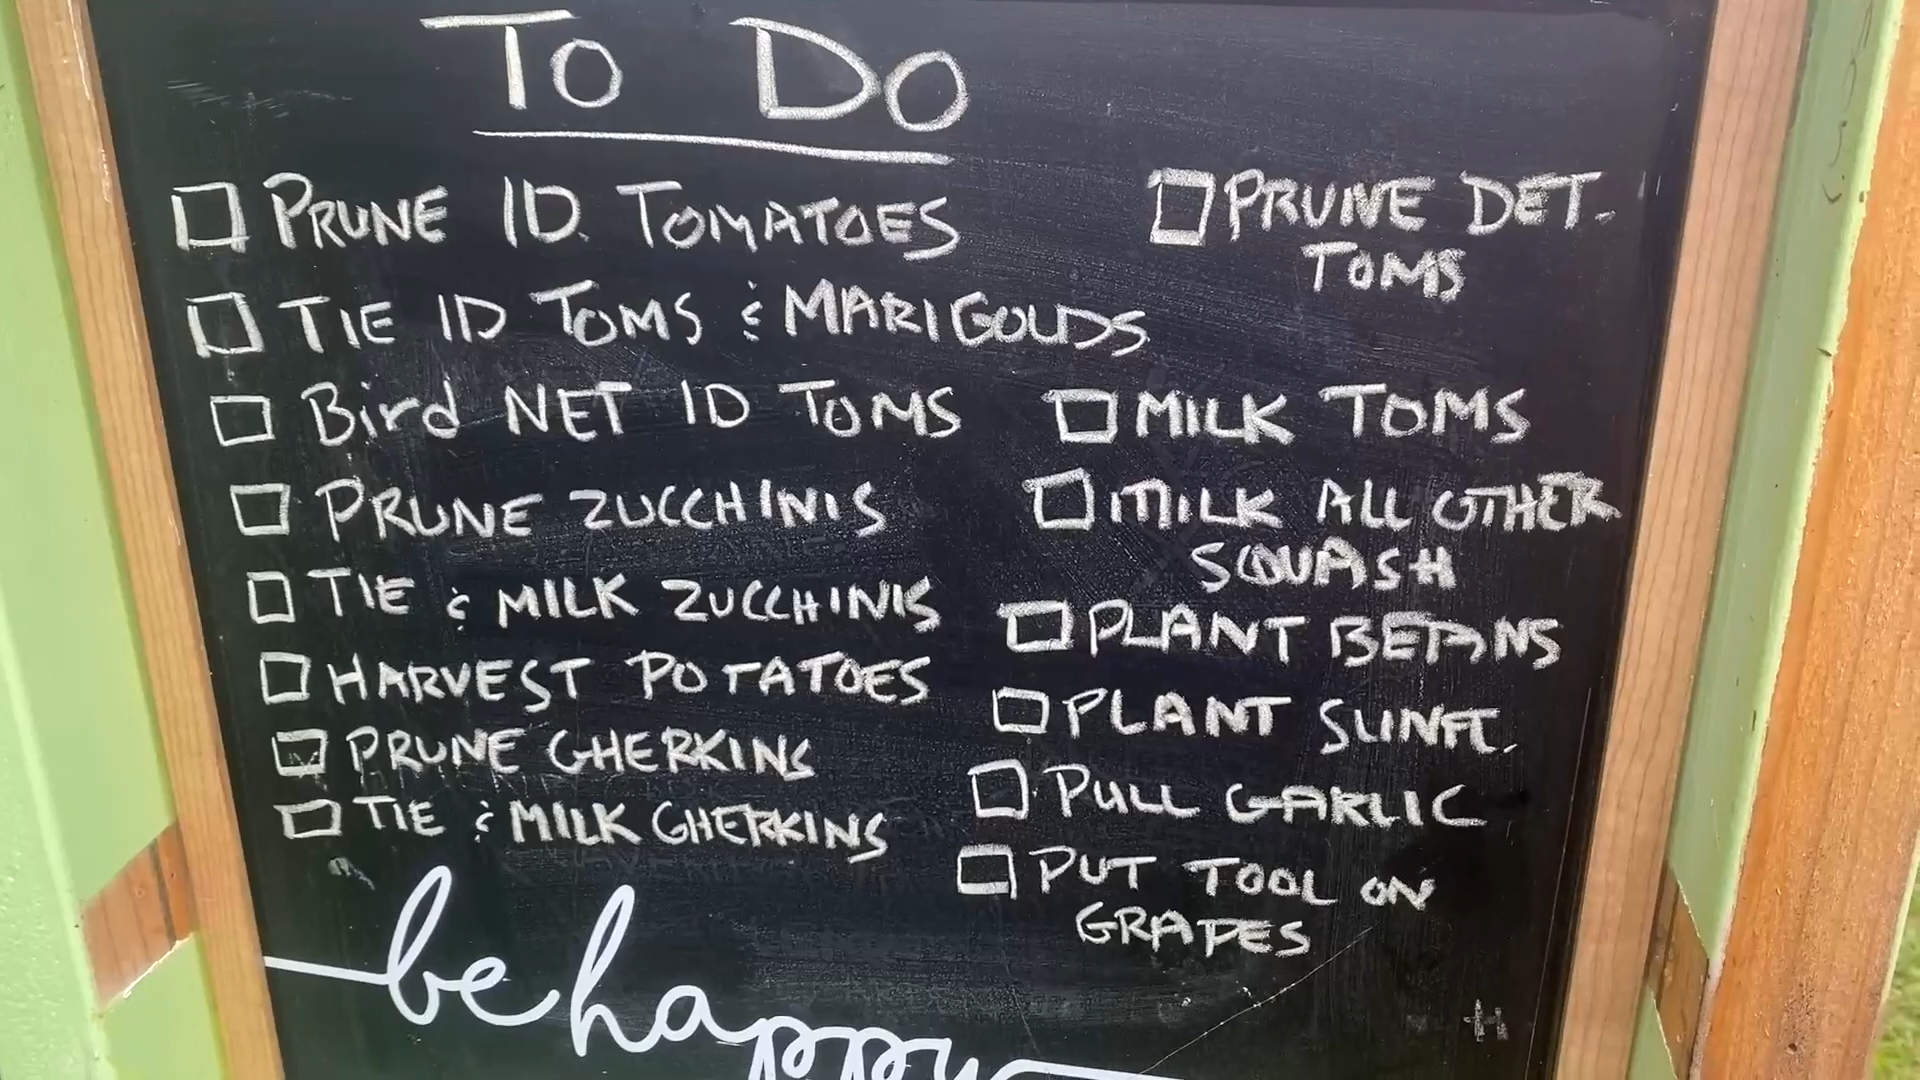 TO DO
PRUNE ID TOMATOES
TIE ID TOMS & MARIGOLDS
Bird NET ID TOMS
PRUNE ZUCCHINIS
TIE & MILK ZUCCHINIS
HARVEST POTATOES
PRUNE GHERKINS
TIE & MILK GHERKINS
PRUNE DET.
TOMS
MILK TOMS
MILK ALL OTHER
SQUASH
PLANT BEANS
PLANT SUNFL.
PULL GARLIC
PUT TOOL ON
GRAPES
be happy